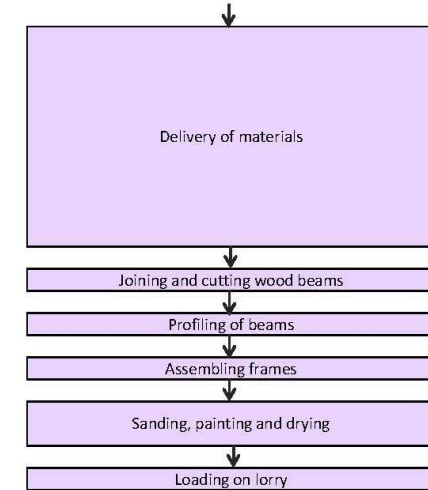 Delivery of materials
Joining and cutting wood beams
Profiling of beams
Assembling frames
Sanding, painting and drying
Loading on lorry